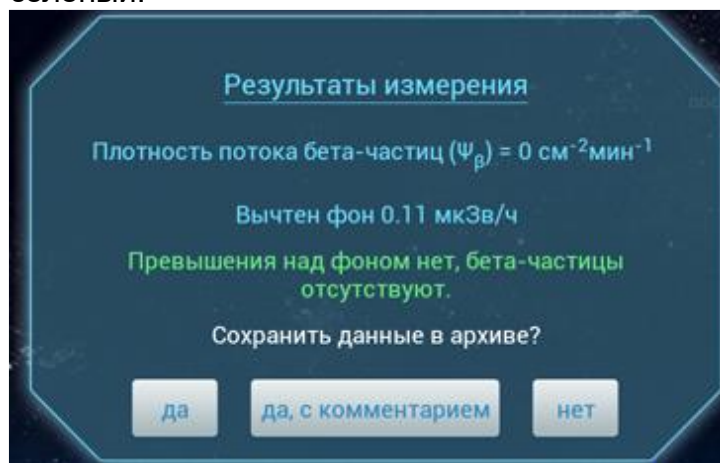 Результаты измерения
Плотность потока бета-частиц (Ψβ) = 0 см⁻²мин⁻¹
Вычтен фон 0.11 мкЗв/ч
Превышения над фоном нет, бета-частицы
отсутствуют.
Сохранить данные в архиве?
да да, с комментарием нет